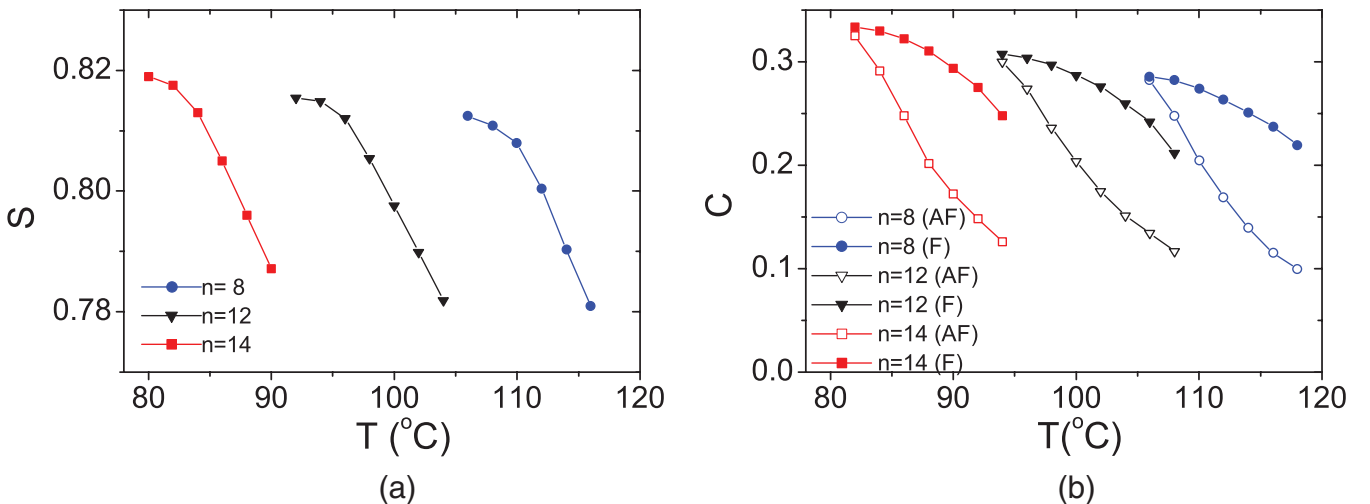 0.82
0.80
0.78
S
n= 8
n=12
n=14
80 90 100 110 120
T (°C)
(a)
0.3
0.2
0.1
0.0
C
n=8 (AF)
n=8 (F)
n=12 (AF)
n=12 (F)
n=14 (AF)
n=14 (F)
80 90 100 110 120
T(°C)
(b)